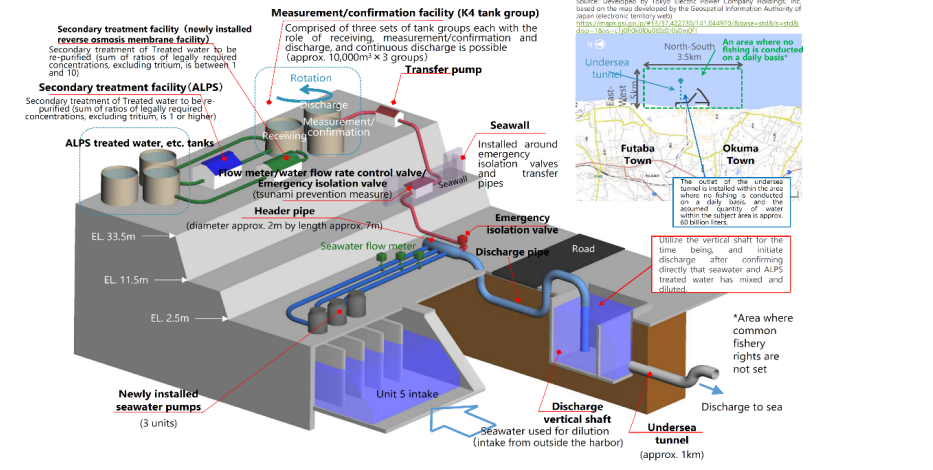 Measurement/confirmation facility (K4 tank group)
Comprised of three sets of tank groups each with the
role of receiving, measurement/confirmation and
discharge, and continuous discharge is possible
(approx. 10,000m³ × 3 groups)
Secondary treatment facility (newly installed
reverse osmosis membrane facility)
Secondary treatment of Treated water to be
re-purified (sum of ratios of legally required
concentrations, excluding tritium, is between 1
and 10)
Secondary treatment facility (ALPS)
Secondary treatment of Treated water to be re-
purified (sum of ratios of legally required
concentrations, excluding tritium, is 1 or higher)
ALPS treated water, etc. tanks
Rotation
Discharge
Measurement/
confirmation
Receiving
Transfer pump
Seawall
Installed around
emergency
isolation valves
and transfer
pipes
Seawall
Flow meter/water flow rate control valve/
Emergency isolation valve
(tsunami prevention measure)
Header pipe
(diameter approx. 2m by length approx. 7m)
Seawater flow meter
Emergency
isolation valve
Discharge pipe
Road
EL. 33.5m
EL. 11.5m
EL. 2.5m
Newly installed
seawater pumps
(3 units)
Unit 5 intake
Seawater used for dilution
(intake from outside the harbor)
Discharge
vertical shaft
Undersea
tunnel
(approx. 1km)
Discharge to sea
*Area where
common
fishery
rights are
not set
Utilize the vertical shaft for the
time being, and initiate
discharge after confirming
directly that seawater and ALPS
treated water has mixed and
diluted.
Source: Developed by Tokyo Electric Power Company Holdings, Inc.
based on the map developed by the Geospatial Information Authority of
Japan (electronic territory web)
N
North-South
3.5km
An area where no
fishing is conducted
on a daily basis*
Undersea
tunnel
East-
West
Futaba
Town
Okuma
Town
The outlet of the undersea
tunnel is installed within the area
where no fishing is conducted
on a daily basis, and the
assumed quantity of water
within the subject area is approx.
60 billion liters.